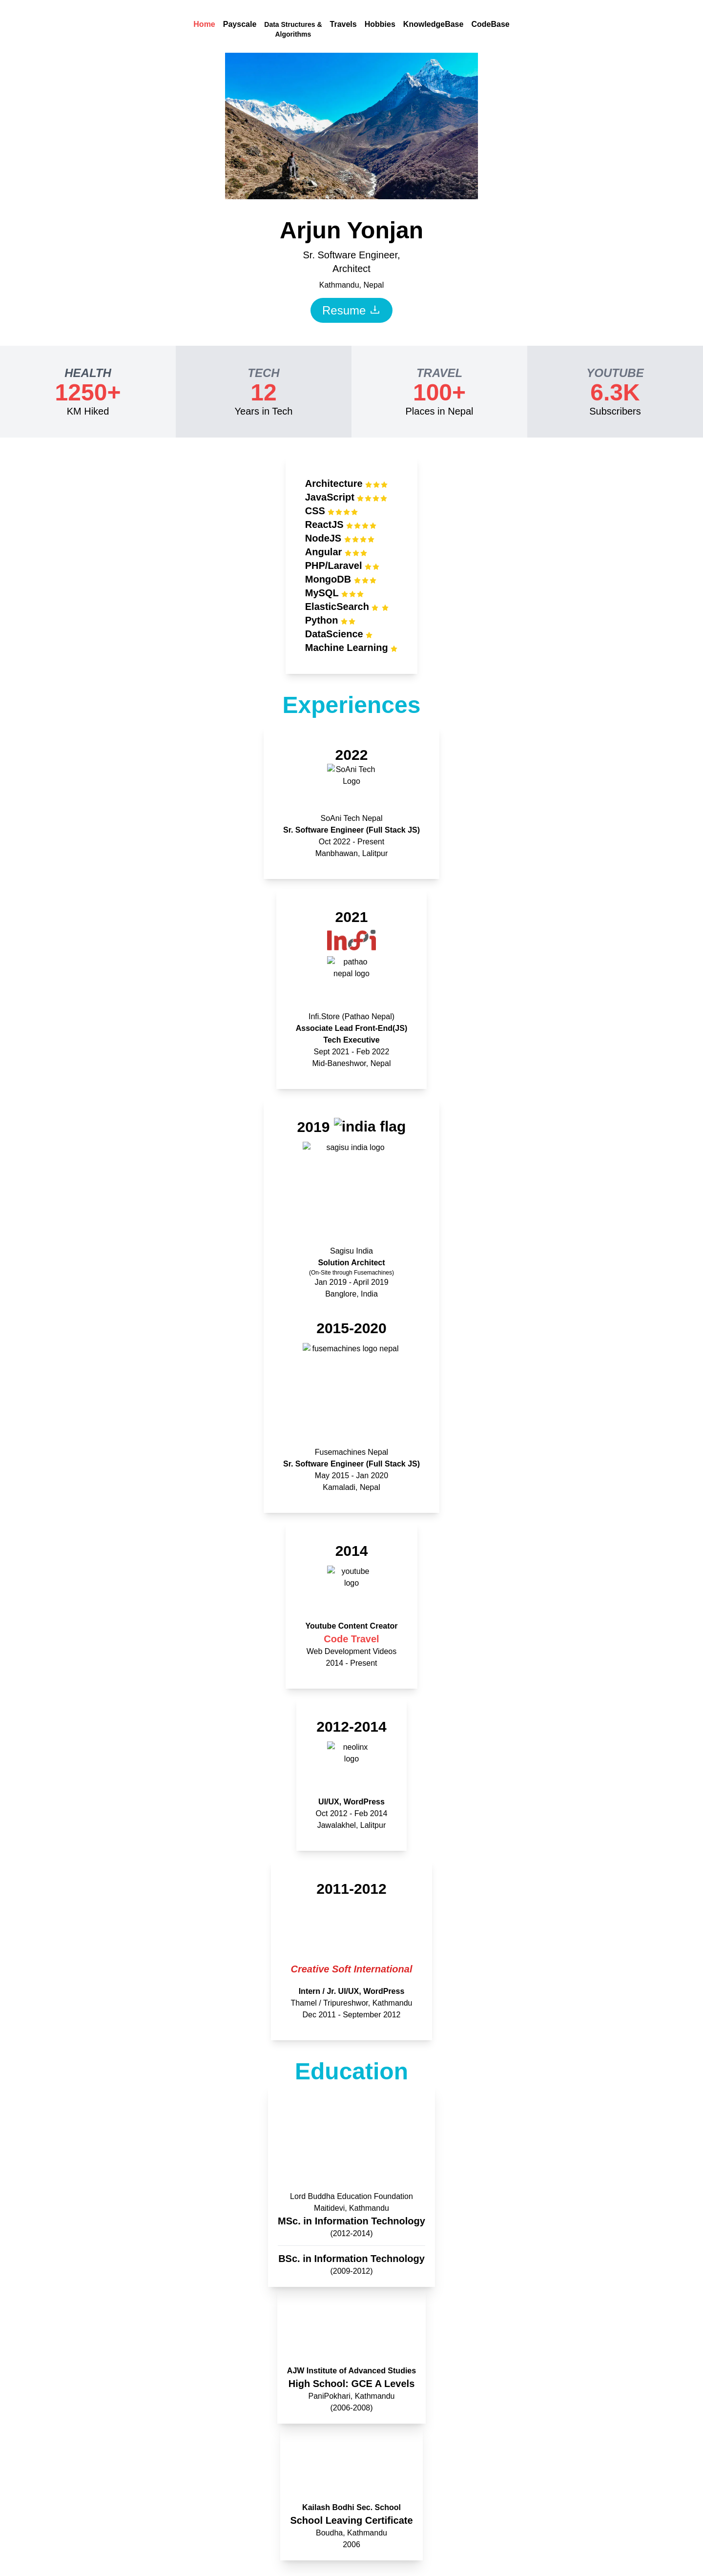 Home Payscale Data Structures & Algorithms Travels Hobbies KnowledgeBase CodeBase
Arjun Yonjan
Sr. Software Engineer,
Architect
Kathmandu, Nepal
Resume
HEALTH
1250+
KM Hiked
TECH
12
Years in Tech
TRAVEL
100+
Places in Nepal
YOUTUBE
6.3K
Subscribers
Architecture
JavaScript
CSS
ReactJS
NodeJS
Angular
PHP/Laravel
MongoDB
MySQL
ElasticSearch
Python
DataScience
Machine Learning
Experiences
2022
SoAni Tech
Logo
SoAni Tech Nepal
Sr. Software Engineer (Full Stack JS)
Oct 2022 - Present
Manbhawan, Lalitpur
2021
Infi
pathao
nepal logo
Infi.Store (Pathao Nepal)
Associate Lead Front-End(JS)
Tech Executive
Sept 2021 - Feb 2022
Mid-Baneshwor, Nepal
2019 india flag
sagisu india logo
Sagisu India
Solution Architect
(On-Site through Fusemachines)
Jan 2019 - April 2019
Banglore, India
2015-2020
fusemachines logo nepal
Fusemachines Nepal
Sr. Software Engineer (Full Stack JS)
May 2015 - Jan 2020
Kamaladi, Nepal
2014
youtube
logo
Youtube Content Creator
Code Travel
Web Development Videos
2014 - Present
2012-2014
neolinx
logo
UI/UX, WordPress
Oct 2012 - Feb 2014
Jawalakhel, Lalitpur
2011-2012
Creative Soft International
Intern / Jr. UI/UX, WordPress
Thamel / Tripureshwor, Kathmandu
Dec 2011 - September 2012
Education
Lord Buddha Education Foundation
Maitidevi, Kathmandu
MSc. in Information Technology
(2012-2014)
BSc. in Information Technology
(2009-2012)
AJW Institute of Advanced Studies
High School: GCE A Levels
PaniPokhari, Kathmandu
(2006-2008)
Kailash Bodhi Sec. School
School Leaving Certificate
Boudha, Kathmandu
2006